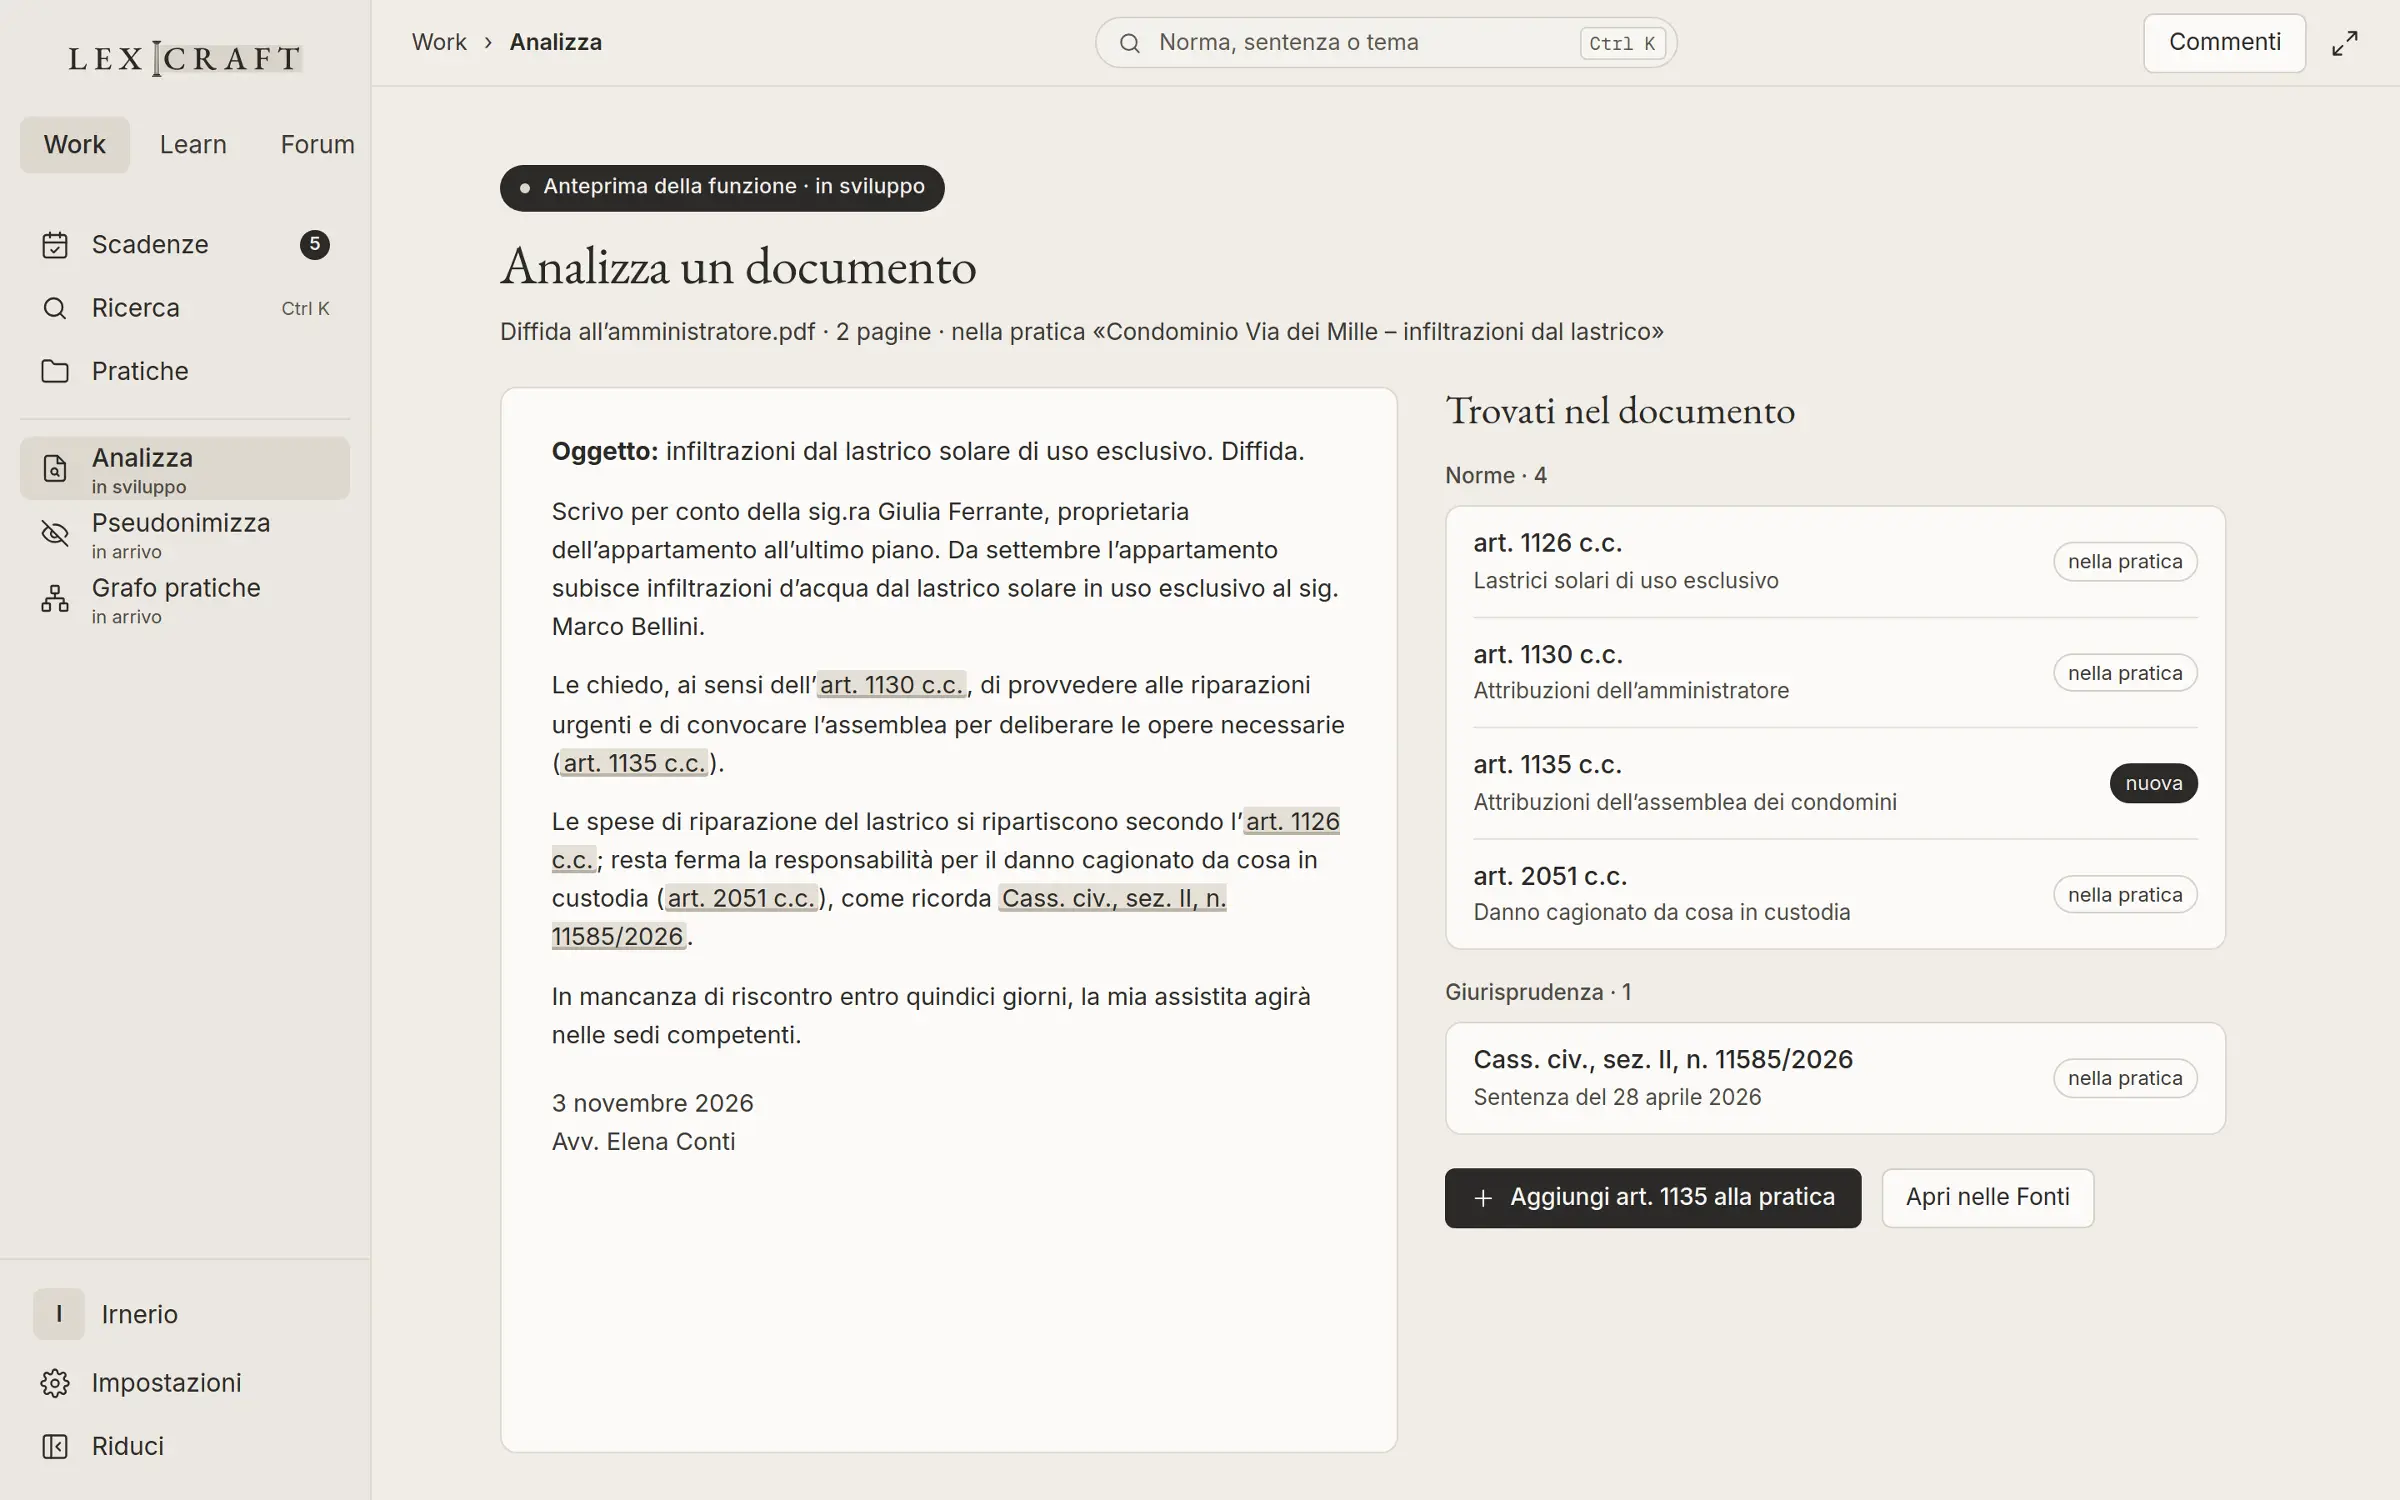 LEXICRAFT
Work
Learn
Forum
Scadenze
5
Ricerca
Ctrl K
Pratiche
Analizza
in sviluppo
Pseudonimizza
in arrivo
Grafo pratiche
in arrivo
I
Irnerio
Impostazioni
Riduci
Work › Analizza
Norma, sentenza o tema
Ctrl K
Commenti
Anteprima della funzione · in sviluppo
Analizza un documento
Diffida all’amministratore.pdf · 2 pagine · nella pratica «Condominio Via dei Mille – infiltrazioni dal lastrico»
Oggetto: infiltrazioni dal lastrico solare di uso esclusivo. Diffida.
Scrivo per conto della sig.ra Giulia Ferrante, proprietaria
dell’appartamento all’ultimo piano. Da settembre l’appartamento
subisce infiltrazioni d’acqua dal lastrico solare in uso esclusivo al sig.
Marco Bellini.
Le chiedo, ai sensi dell’art. 1130 c.c., di provvedere alle riparazioni
urgenti e di convocare l’assemblea per deliberare le opere necessarie
(art. 1135 c.c.).
Le spese di riparazione del lastrico si ripartiscono secondo l’art. 1126
c.c.; resta ferma la responsabilità per il danno cagionato da cosa in
custodia (art. 2051 c.c.), come ricorda Cass. civ., sez. II, n.
11585/2026.
In mancanza di riscontro entro quindici giorni, la mia assistita agirà
nelle sedi competenti.
3 novembre 2026
Avv. Elena Conti
Trovati nel documento
Norme · 4
art. 1126 c.c.
Lastrici solari di uso esclusivo
nella pratica
art. 1130 c.c.
Attribuzioni dell’amministratore
nella pratica
art. 1135 c.c.
Attribuzioni dell’assemblea dei condomini
nuova
art. 2051 c.c.
Danno cagionato da cosa in custodia
nella pratica
Giurisprudenza · 1
Cass. civ., sez. II, n. 11585/2026
Sentenza del 28 aprile 2026
nella pratica
+ Aggiungi art. 1135 alla pratica
Apri nelle Fonti